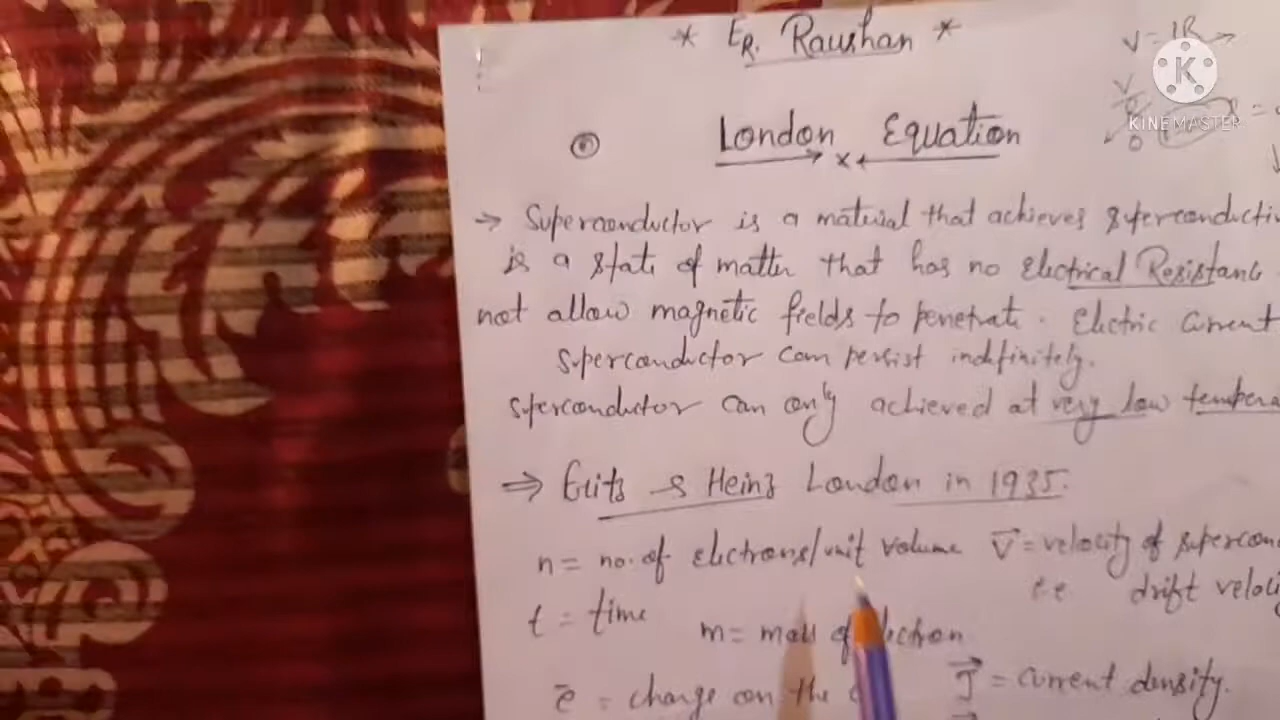 * Er. Raushan *
V = IR
KINEMASTER
London Equation
→ Superconductor is a material that achieves superconducti
is a state of matter that has no Electrical Resistanc
not allow magnetic fields to penetrate. Electric current
superconductor can persist indefinitely.
superconductor can only achieved at very low tempera
⇒ & Heinz London in 1935.
n = no. of electrons/unit volume V⃗ = velocity of supercon
i.e drift veloci
t = time
m = mass of electron
e̅ = charge on the J⃗ = current density.